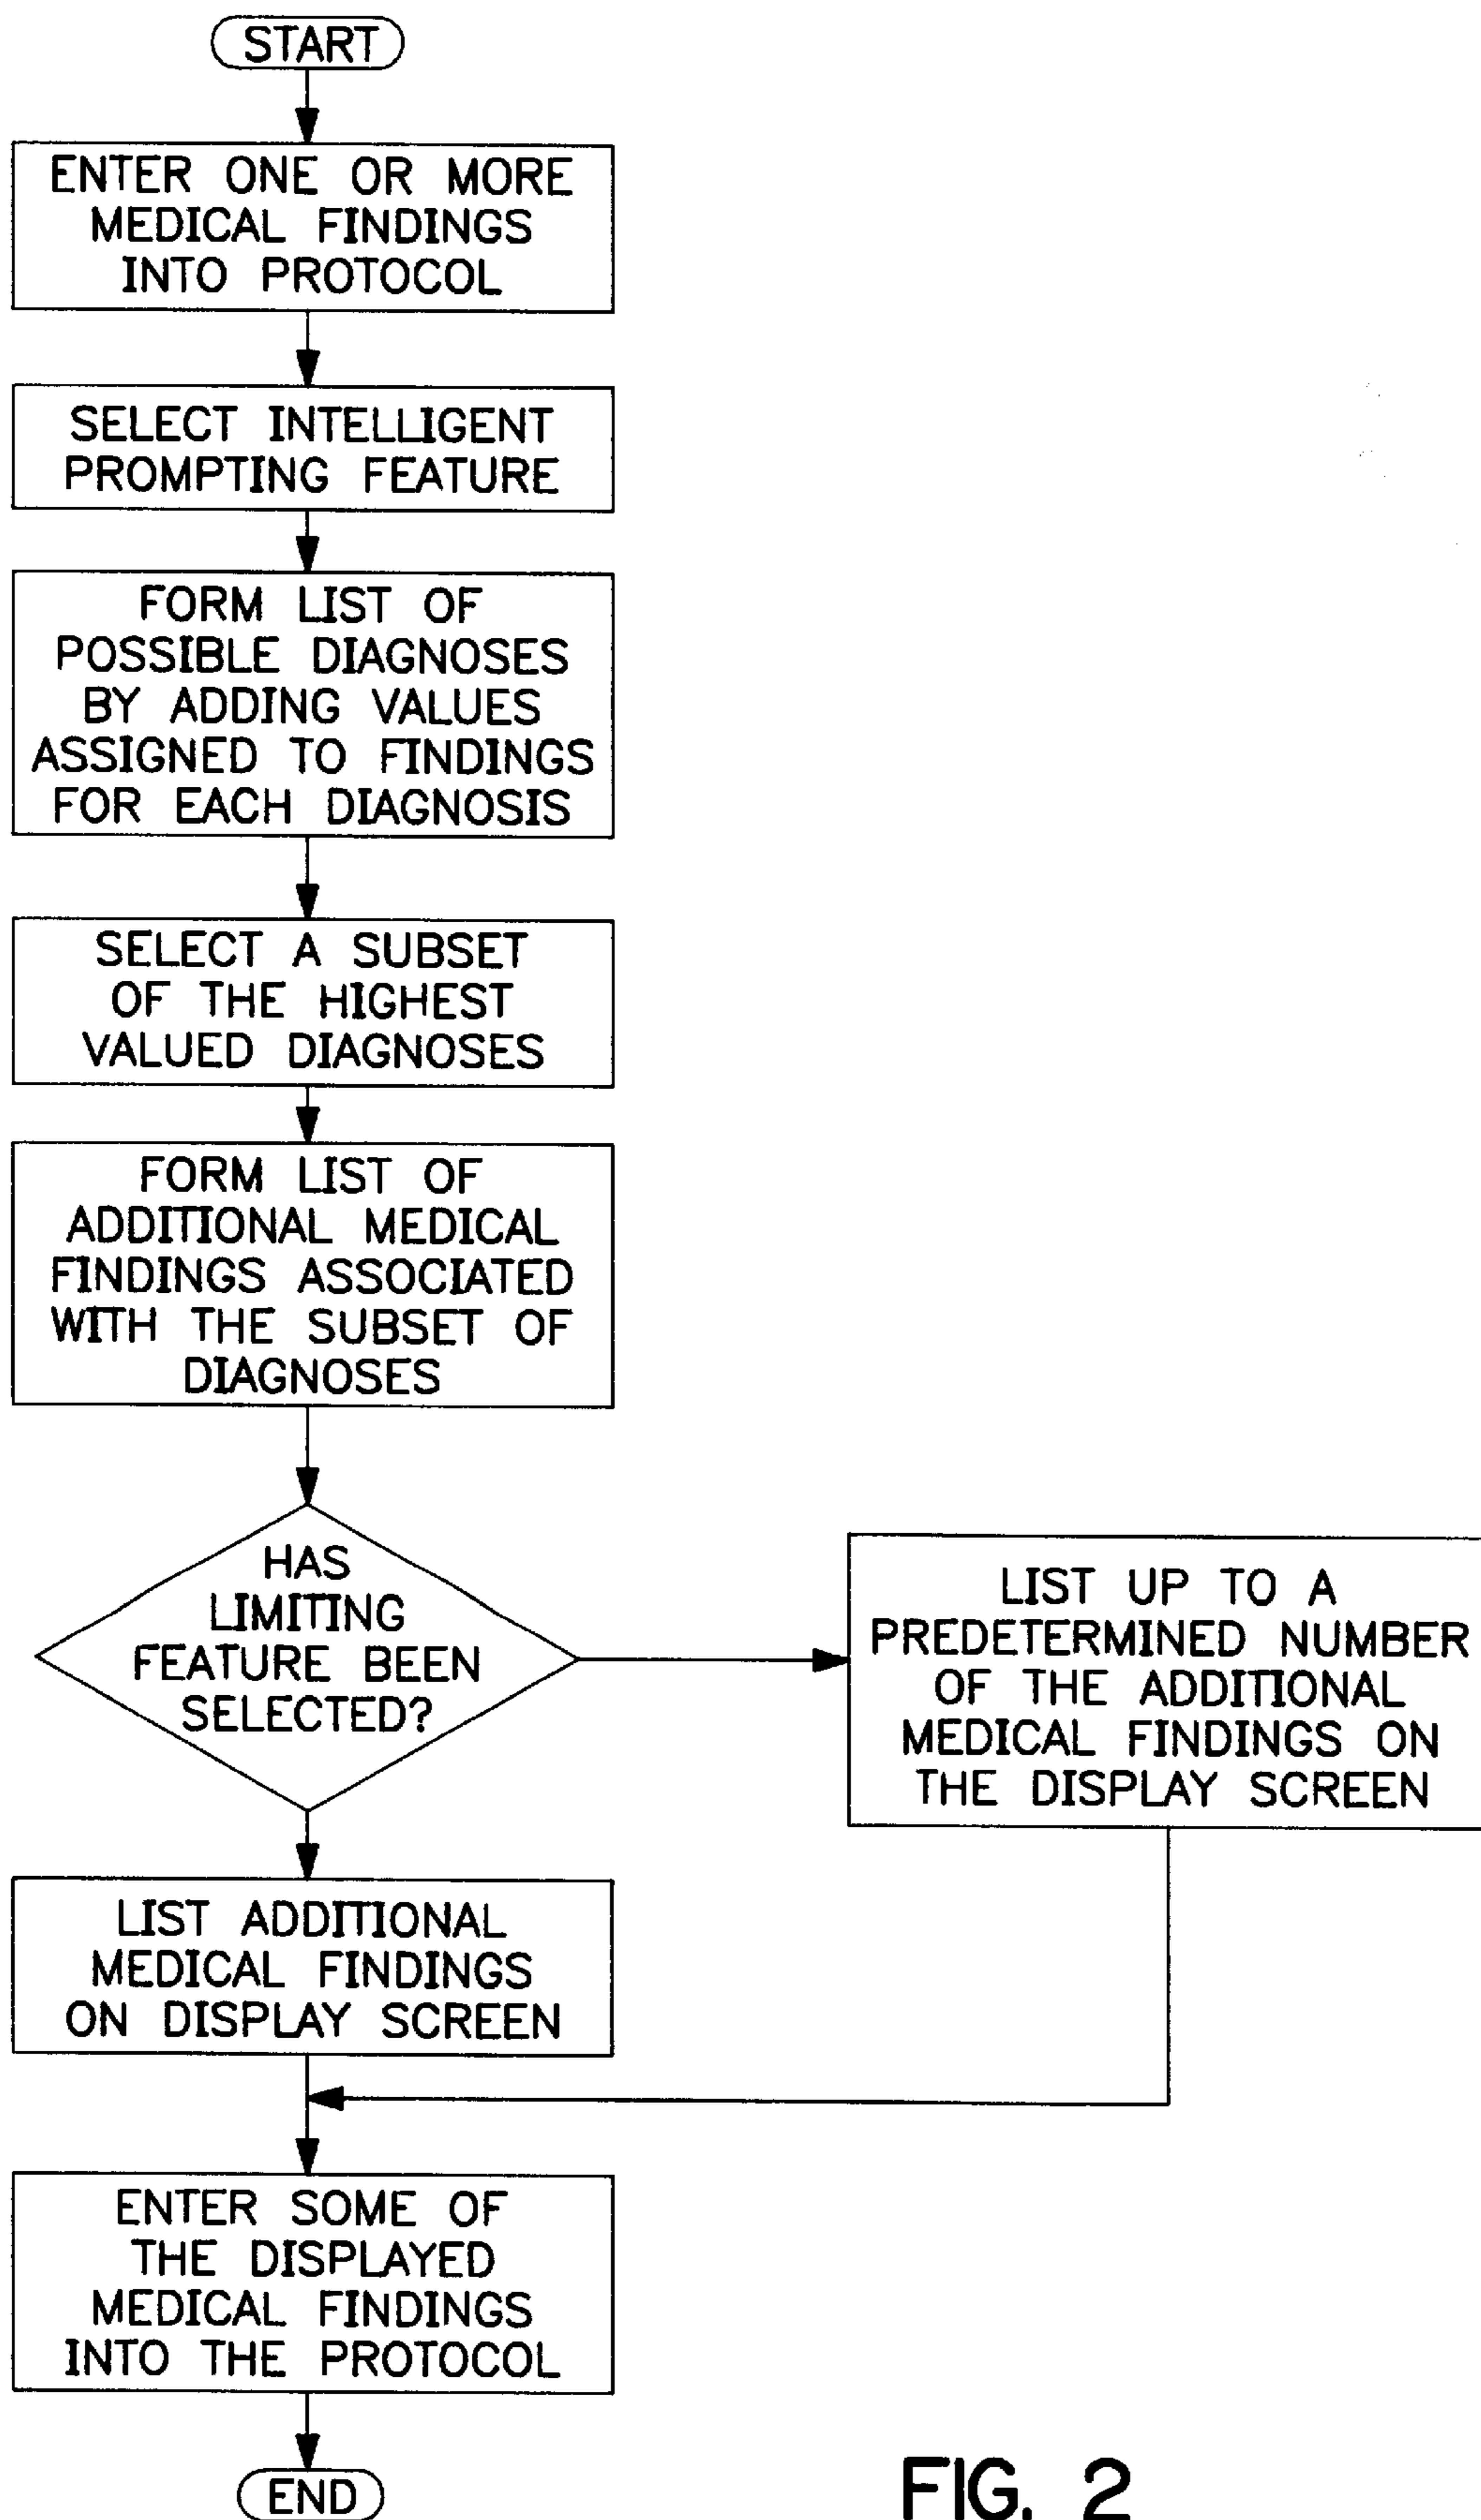 START
ENTER ONE OR MORE
MEDICAL FINDINGS
INTO PROTOCOL
SELECT INTELLIGENT
PROMPTING FEATURE
FORM LIST OF
POSSIBLE DIAGNOSES
BY ADDING VALUES
ASSIGNED TO FINDINGS
FOR EACH DIAGNOSIS
SELECT A SUBSET
OF THE HIGHEST
VALUED DIAGNOSES
FORM LIST OF
ADDITIONAL MEDICAL
FINDINGS ASSOCIATED
WITH THE SUBSET OF
DIAGNOSES
HAS
LIMITING
FEATURE BEEN
SELECTED?
LIST UP TO A
PREDETERMINED NUMBER
OF THE ADDITIONAL
MEDICAL FINDINGS ON
THE DISPLAY SCREEN
LIST ADDITIONAL
MEDICAL FINDINGS
ON DISPLAY SCREEN
ENTER SOME OF
THE DISPLAYED
MEDICAL FINDINGS
INTO THE PROTOCOL
END
FIG. 2